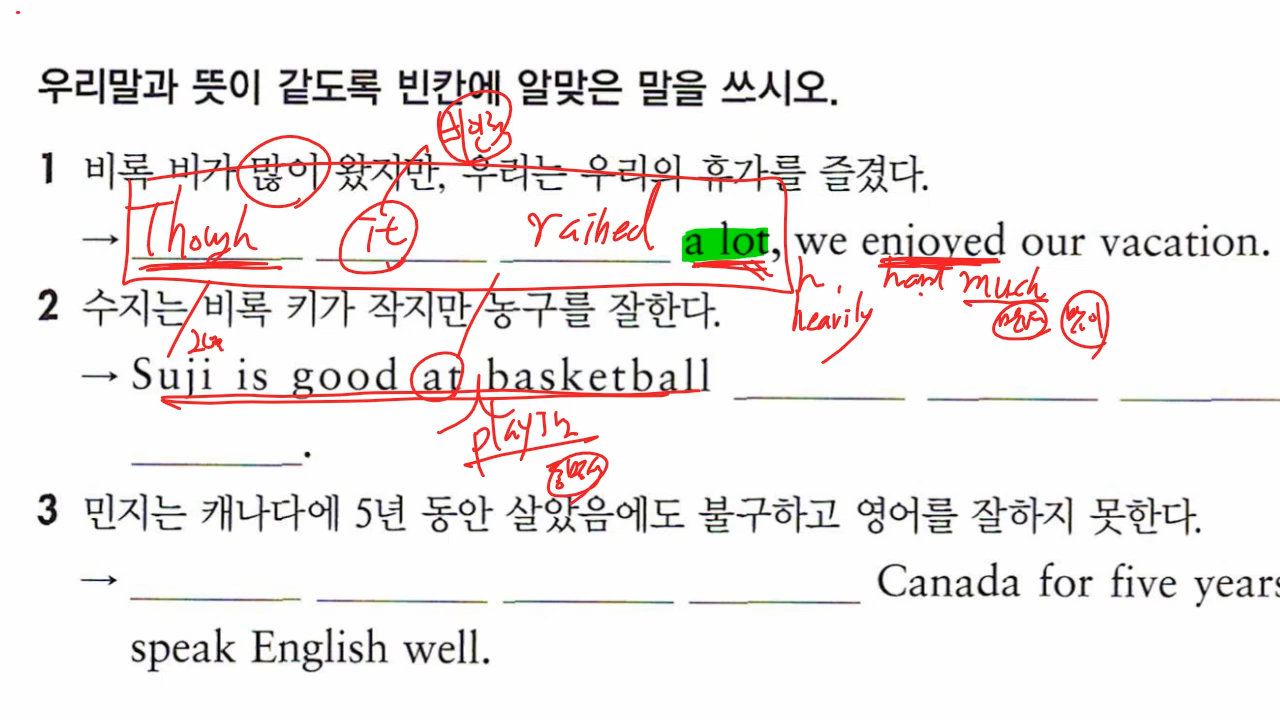 우리말과 뜻이 같도록 빈칸에 알맞은 말을 쓰시오.
비인칭
1 비록 비가 많이 왔지만, 우리는 우리의 휴가를 즐겼다.
→ Though it rained a lot, we enjoyed our vacation.
h. hard much
heavily
2 수지는 비록 키가 작지만 농구를 잘한다.
→ Suji is good at basketball
.
3 민지는 캐나다에 5년 동안 살았음에도 불구하고 영어를 잘하지 못한다.
→ Canada for five years
speak English well.